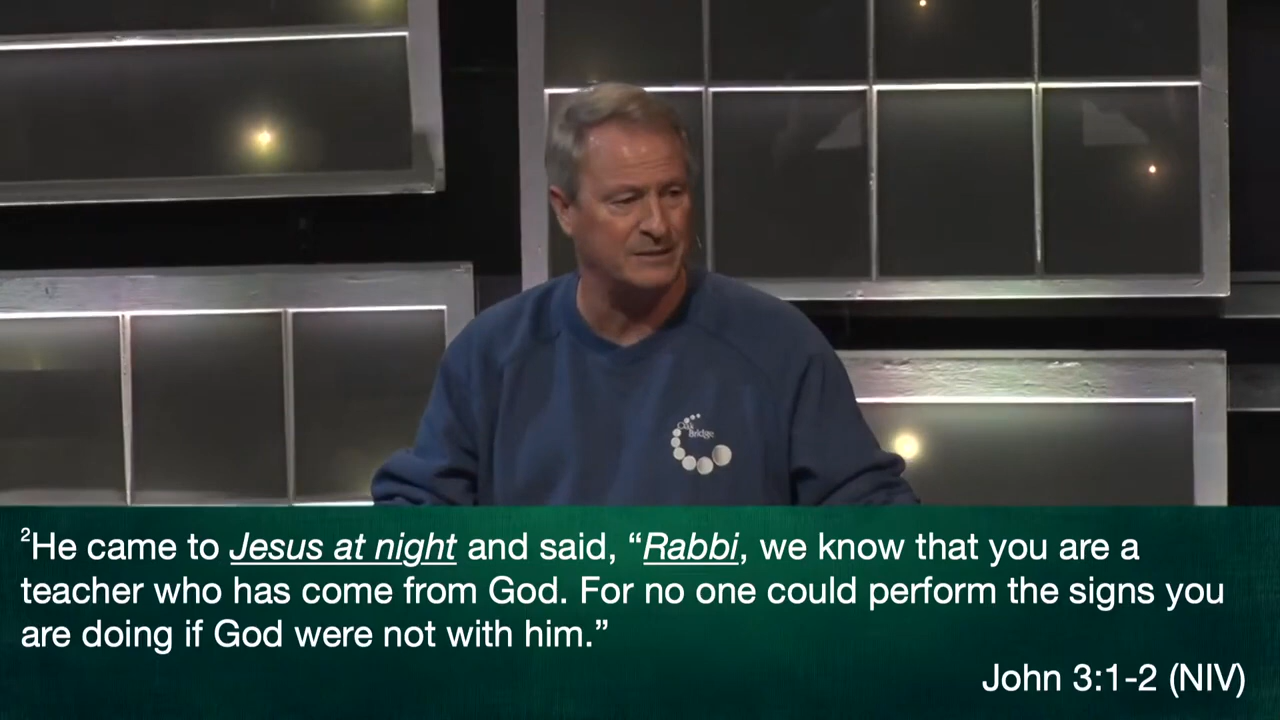 Oak
Bridge
²He came to Jesus at night and said, “Rabbi, we know that you are a
teacher who has come from God. For no one could perform the signs you
are doing if God were not with him.”
John 3:1-2 (NIV)